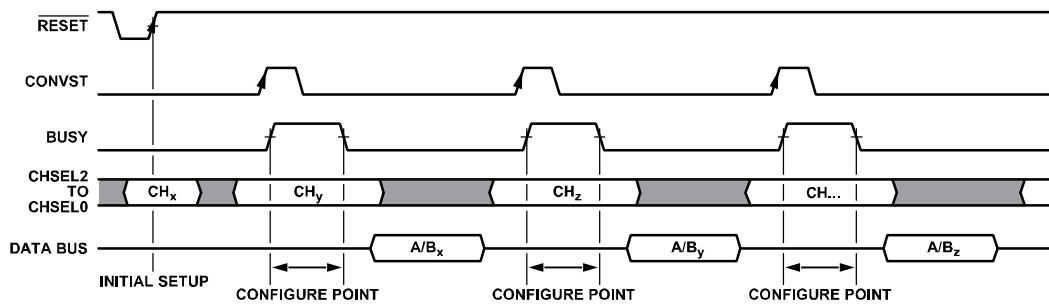 RESET
CONVST
BUSY
CHSEL2
TO
CHSEL0
CHx
CHy
CHz
CH...
DATA BUS
A/Bx
A/By
A/Bz
INITIAL SETUP
CONFIGURE POINT
CONFIGURE POINT
CONFIGURE POINT